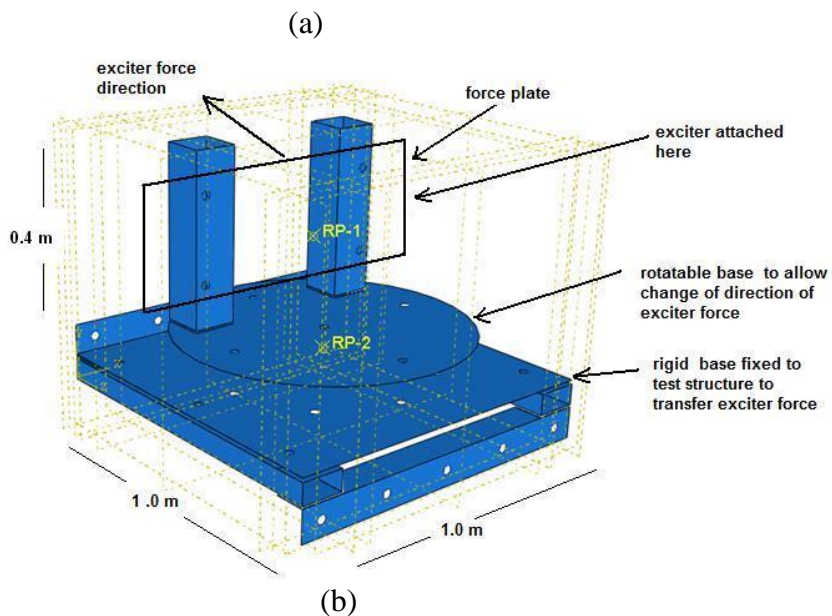 (a)
exciter force
direction
force plate
exciter attached
here
0.4 m
RP-1
rotatable base to allow
change of direction of
exciter force
RP-2
rigid base fixed to
test structure to
transfer exciter force
1 .0 m
1.0m
(b)